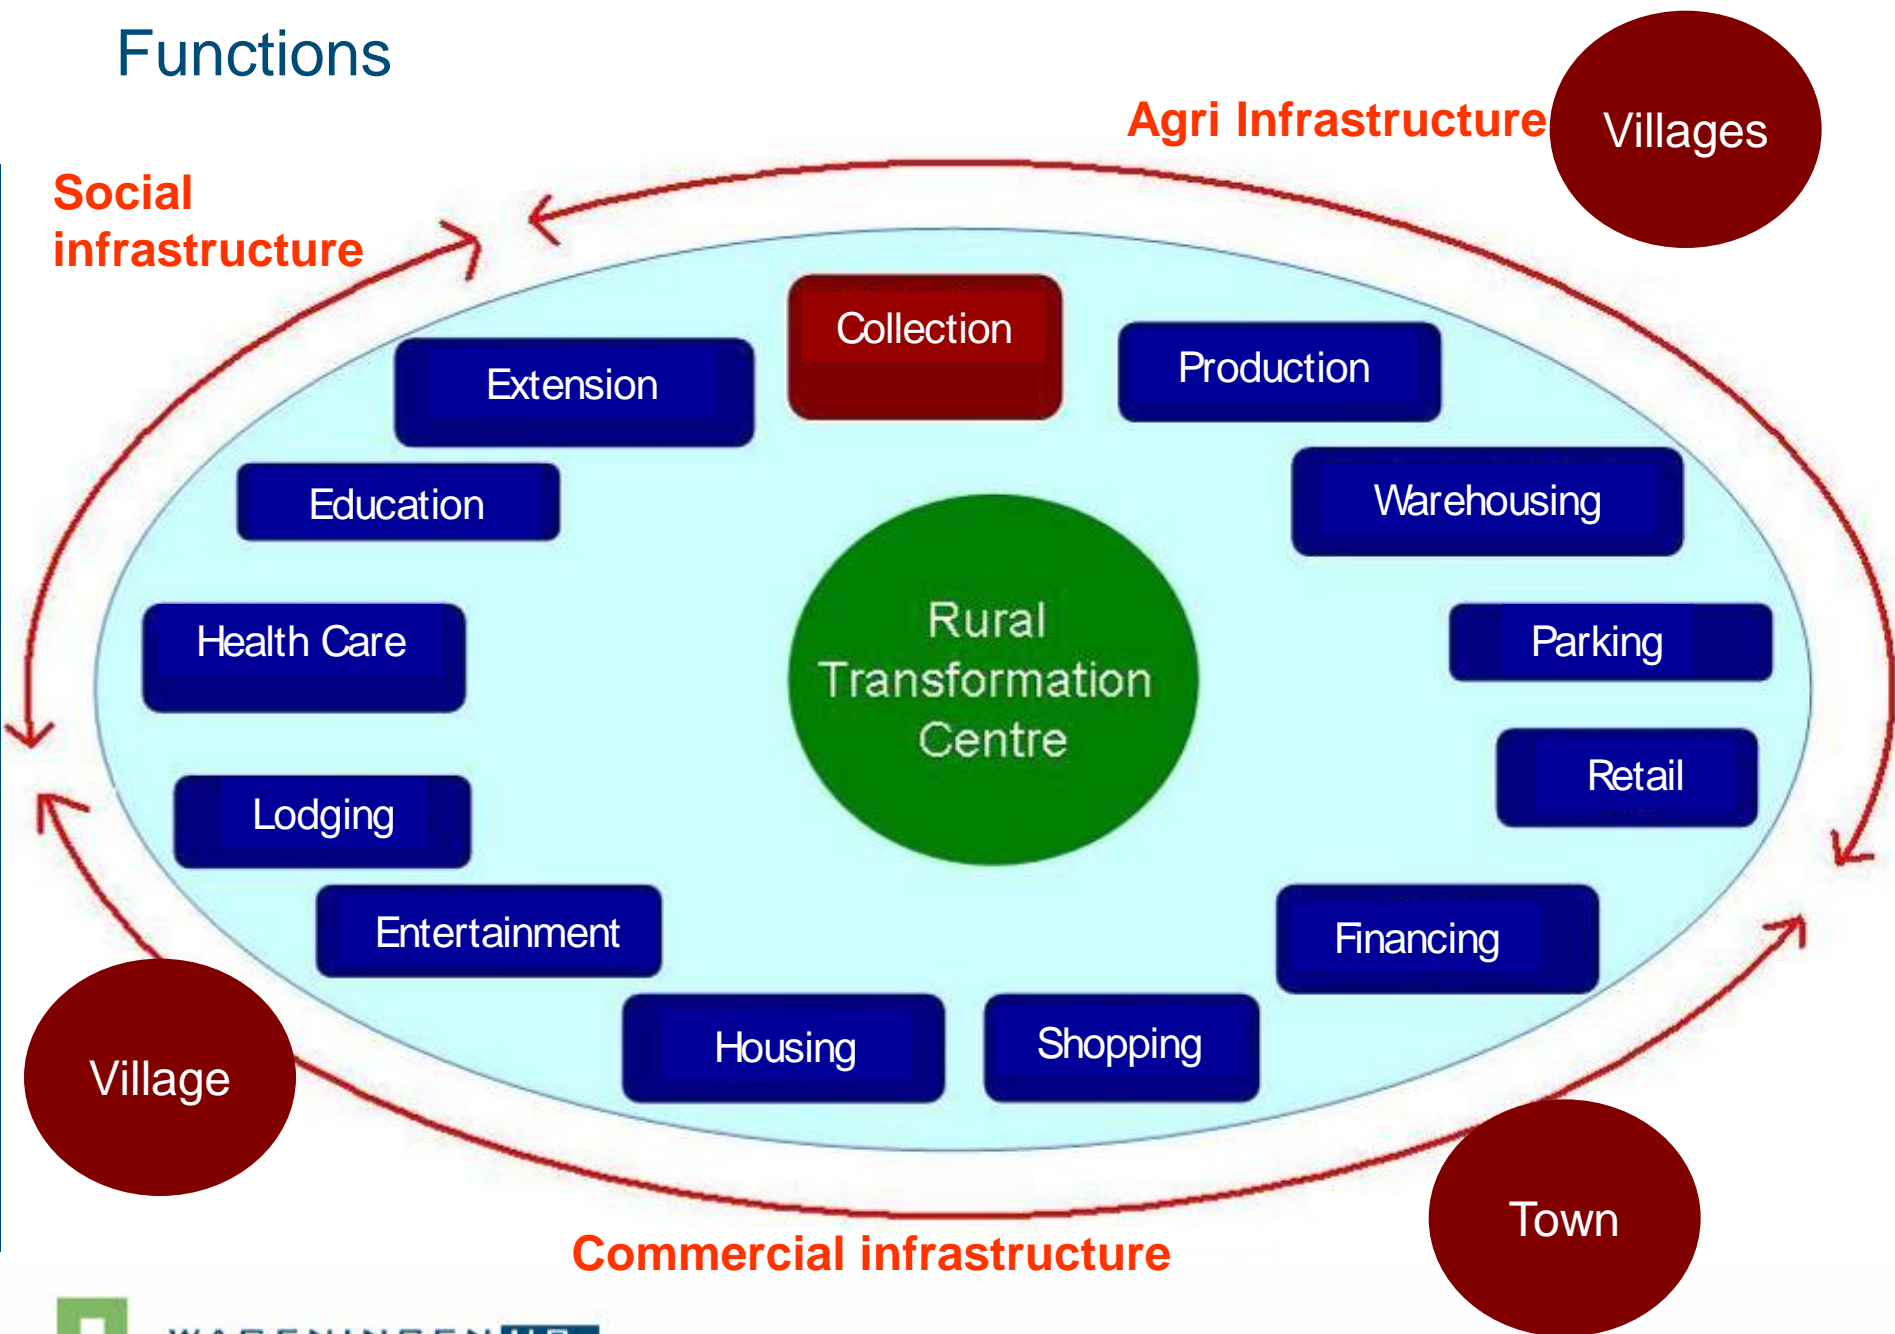 Functions
Agri Infrastructure
Villages
Social
infrastructure
Collection
Production
Extension
Warehousing
Education
Rural
Transformation
Centre
Health Care
Parking
Retail
Lodging
Entertainment
Financing
Housing
Shopping
Village
Town
Commercial infrastructure